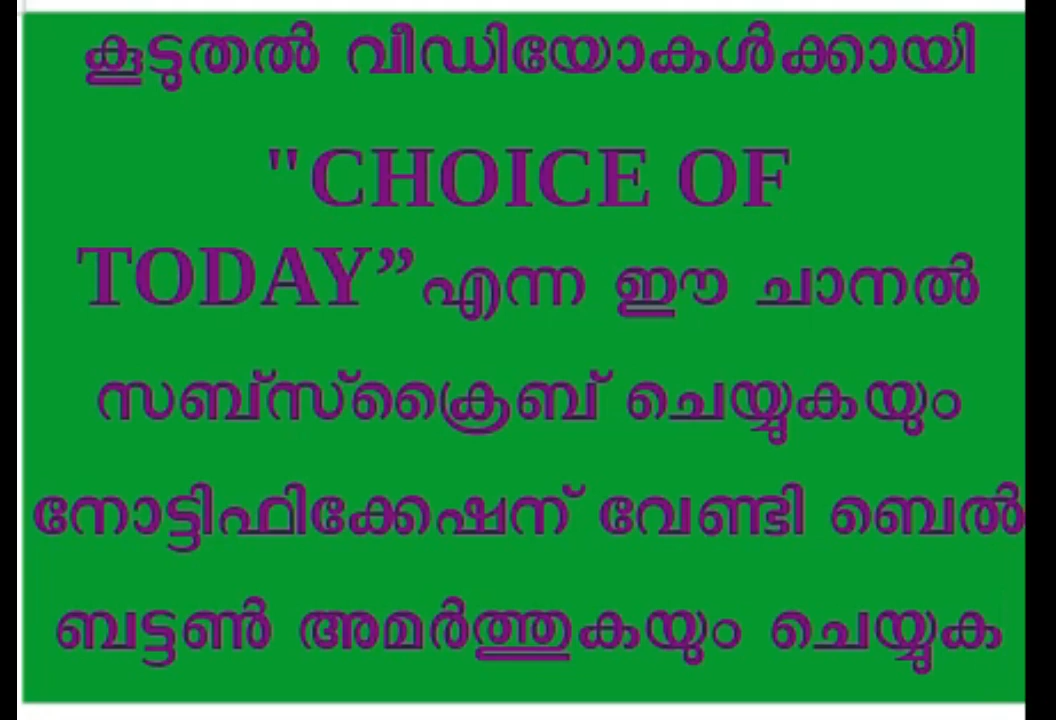 കൂടുതൽ വീഡിയോകൾക്കായി
"CHOICE OF
TODAY”എന്ന ഈ ചാനൽ
സബ്സ്ക്രൈബ് ചെയ്യുകയും
നോട്ടിഫിക്കേഷന് വേണ്ടി ബെൽ
ബട്ടൺ അമർത്തുകയും ചെയ്യുക